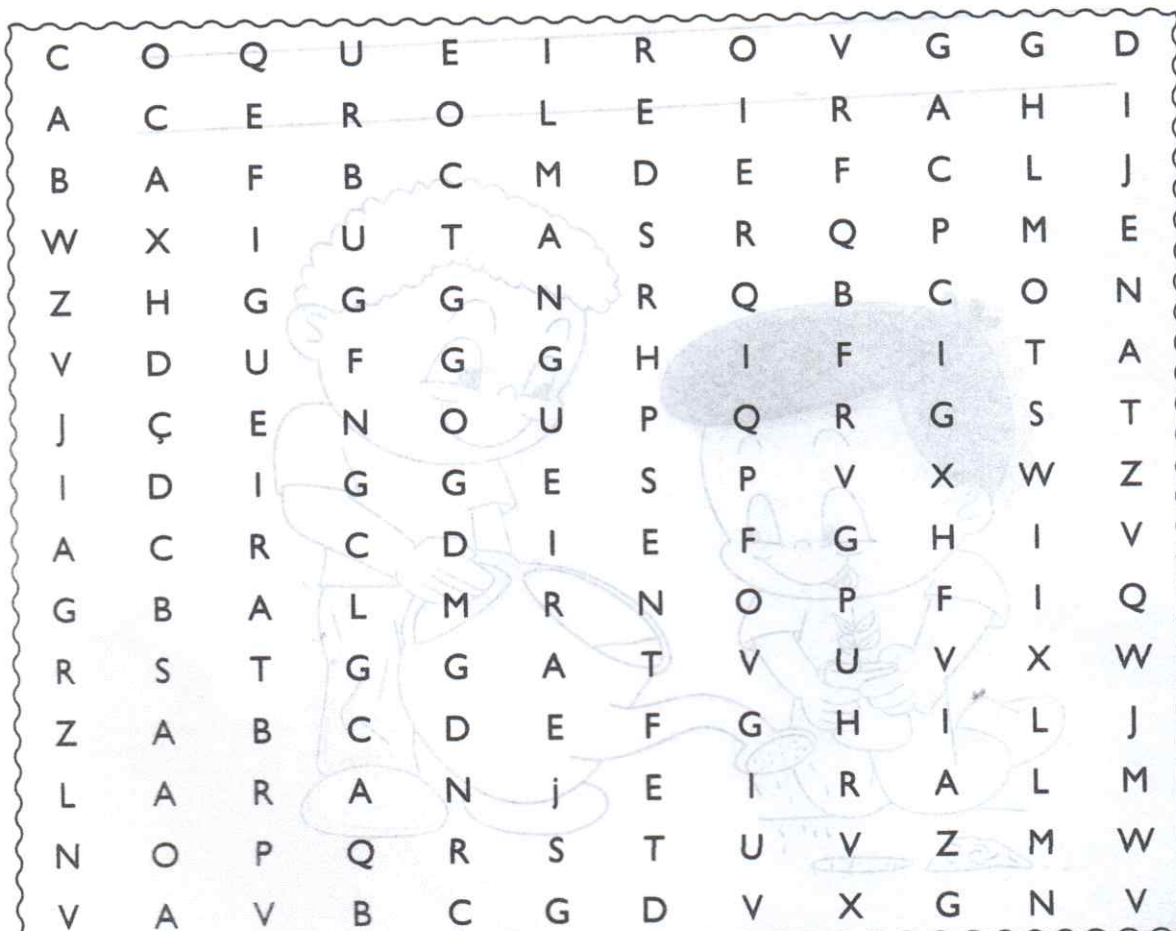 C O Q U E I R O V G G D
A C E R O L E I R A H I
B A F B C M D E F C L J
W X I U T A S R Q P M E
Z H G G G N R Q B C O N
V D U F G G H I F I T A
J Ç E N O U P Q R G S T
I D I G G E S P V X W Z
A C R C D I E F G H I V
G B A L M R N O P F I Q
R S T G G A T V U V X W
Z A B C D E F G H I L J
L A R A N j E I R A L M
N O P Q R S T U V Z M W
V A V B C G D V X G N V